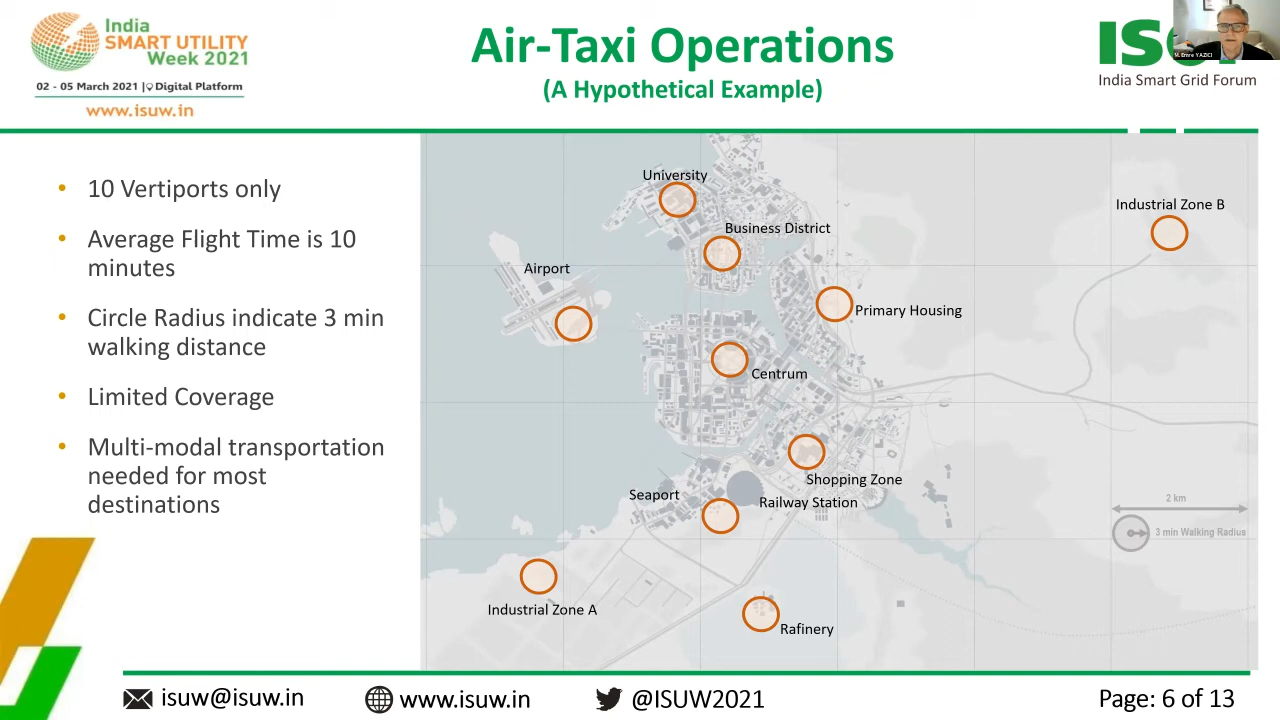 India
SMART UTILITY
Week 2021
02 - 05 March 2021 | Digital Platform
www.isuw.in
Air-Taxi Operations
(A Hypothetical Example)
M. Emre YAZICI
India Smart Grid Forum
• 10 Vertiports only
• Average Flight Time is 10
minutes
• Circle Radius indicate 3 min
walking distance
• Limited Coverage
• Multi-modal transportation
needed for most
destinations
University
Business District
Industrial Zone B
Airport
Primary Housing
Centrum
Shopping Zone
Seaport
Railway Station
2 km
3 min Walking Radius
Industrial Zone A
Rafinery
isuw@isuw.in
www.isuw.in
@ISUW2021
Page: 6 of 13